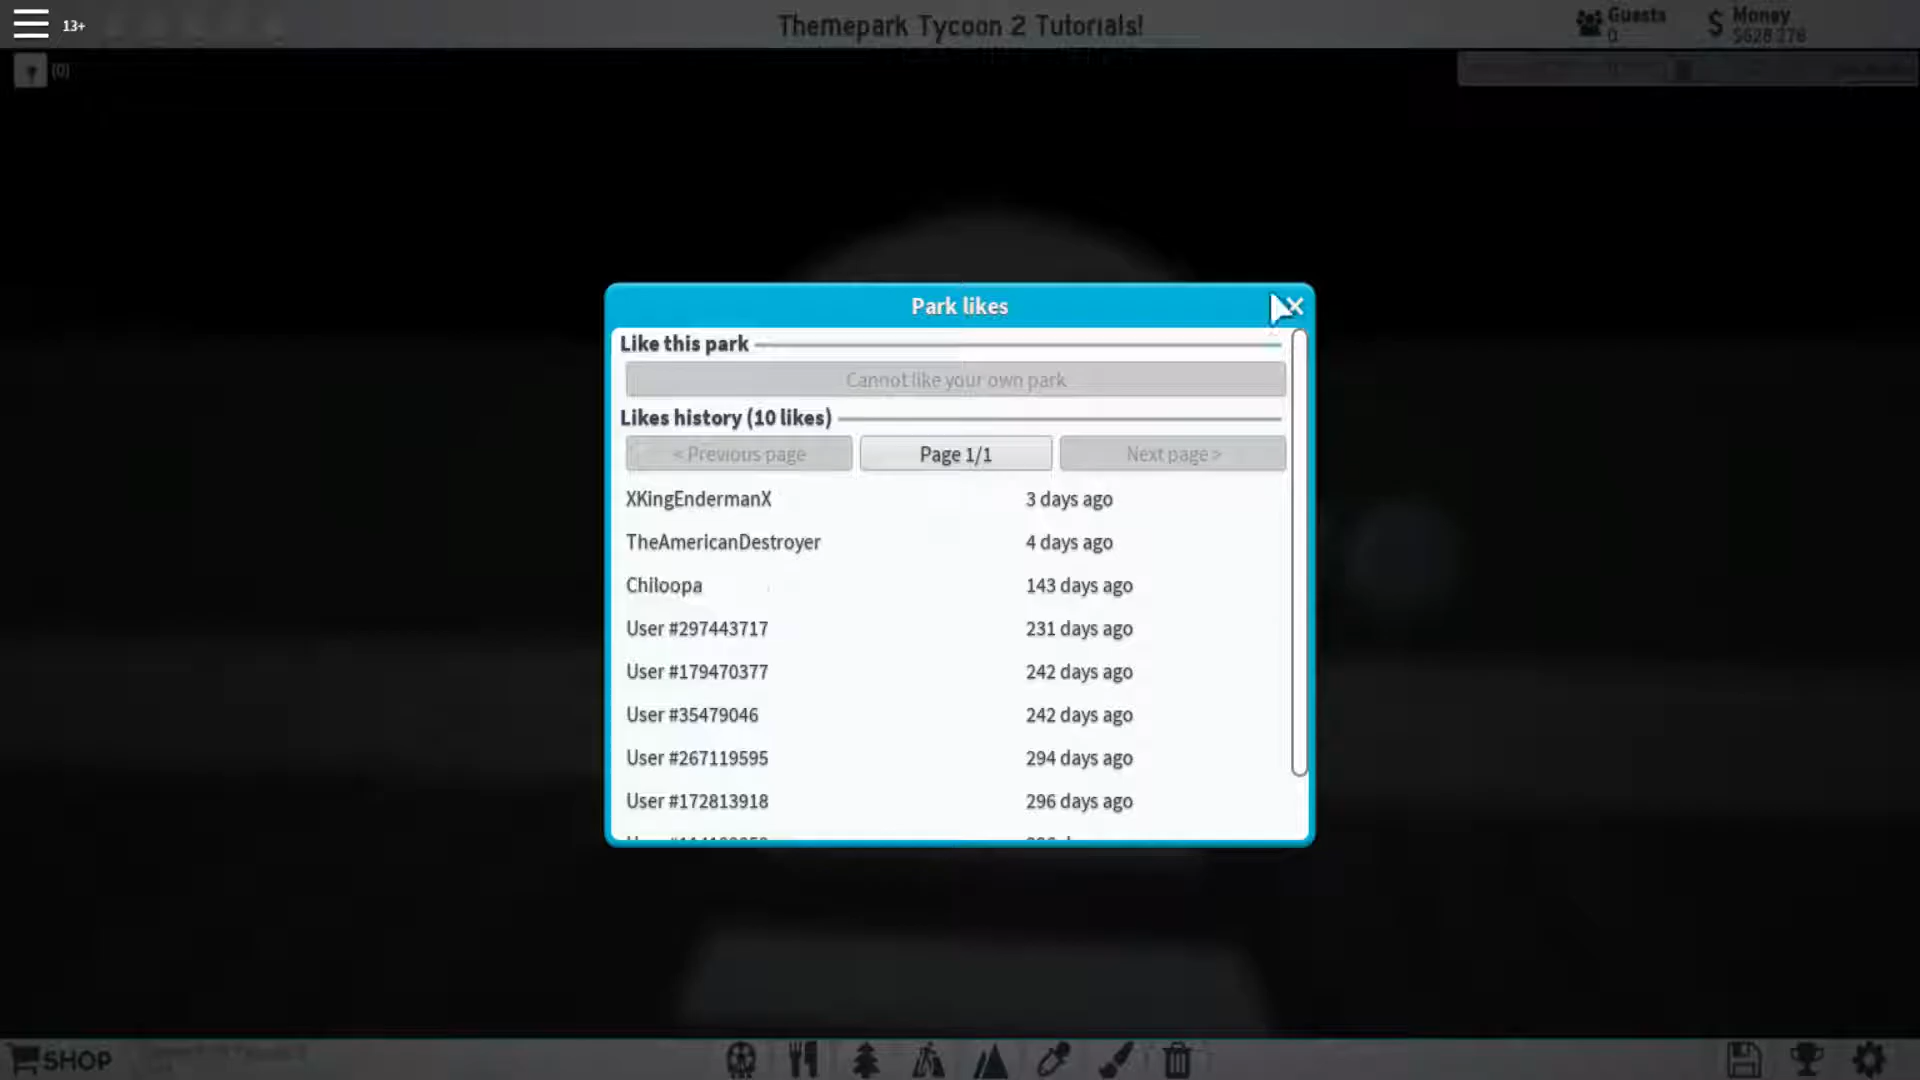 13+
Themepark Tycoon 2 Tutorials!
Guests
0
Money
$628 276
(0)
Park likes
Like this park
Cannot like your own park
Likes history (10 likes)
< Previous page
Page 1/1
Next page >
XKingEndermanX 3 days ago
TheAmericanDestroyer 4 days ago
Chiloopa 143 days ago
User #297443717 231 days ago
User #179470377 242 days ago
User #35479046 242 days ago
User #267119595 294 days ago
User #172813918 296 days ago
SHOP